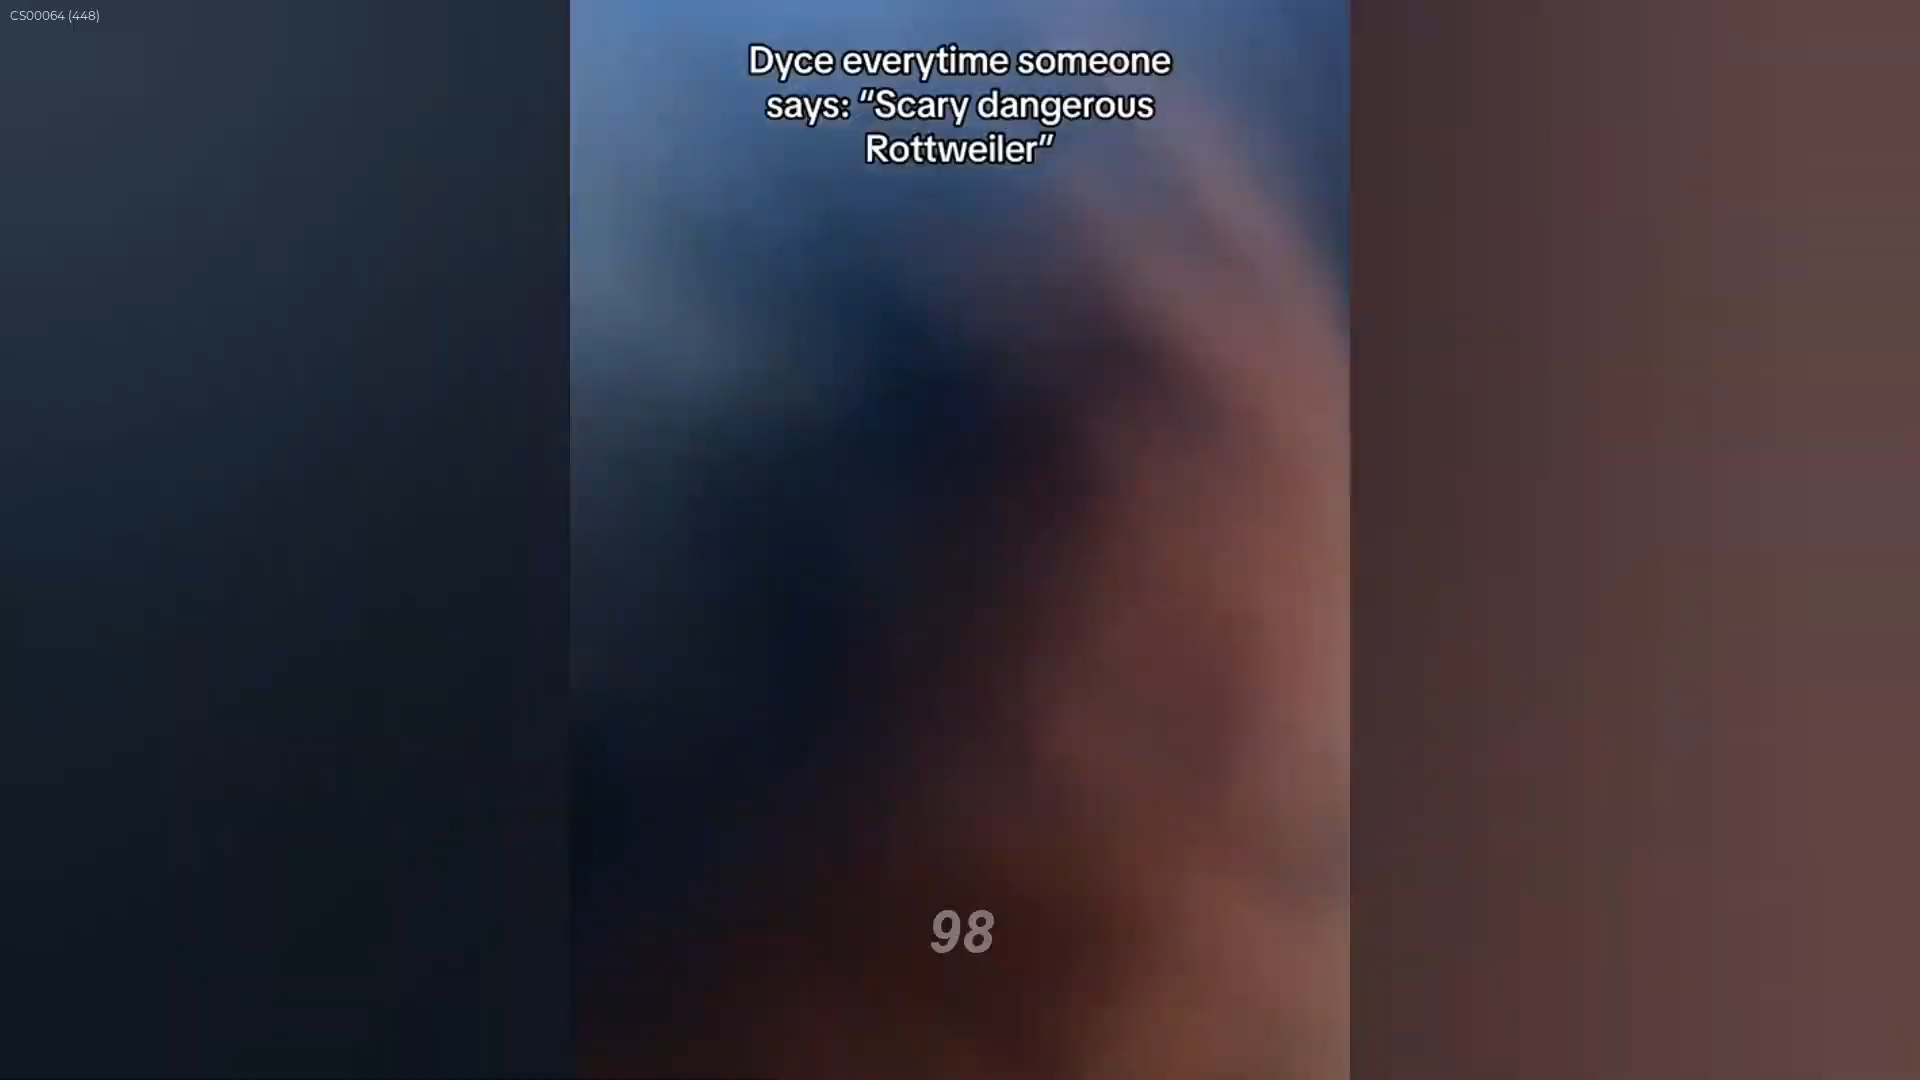 CS00064 (448)
Dyce everytime someone
says: “Scary dangerous
Rottweiler”
98